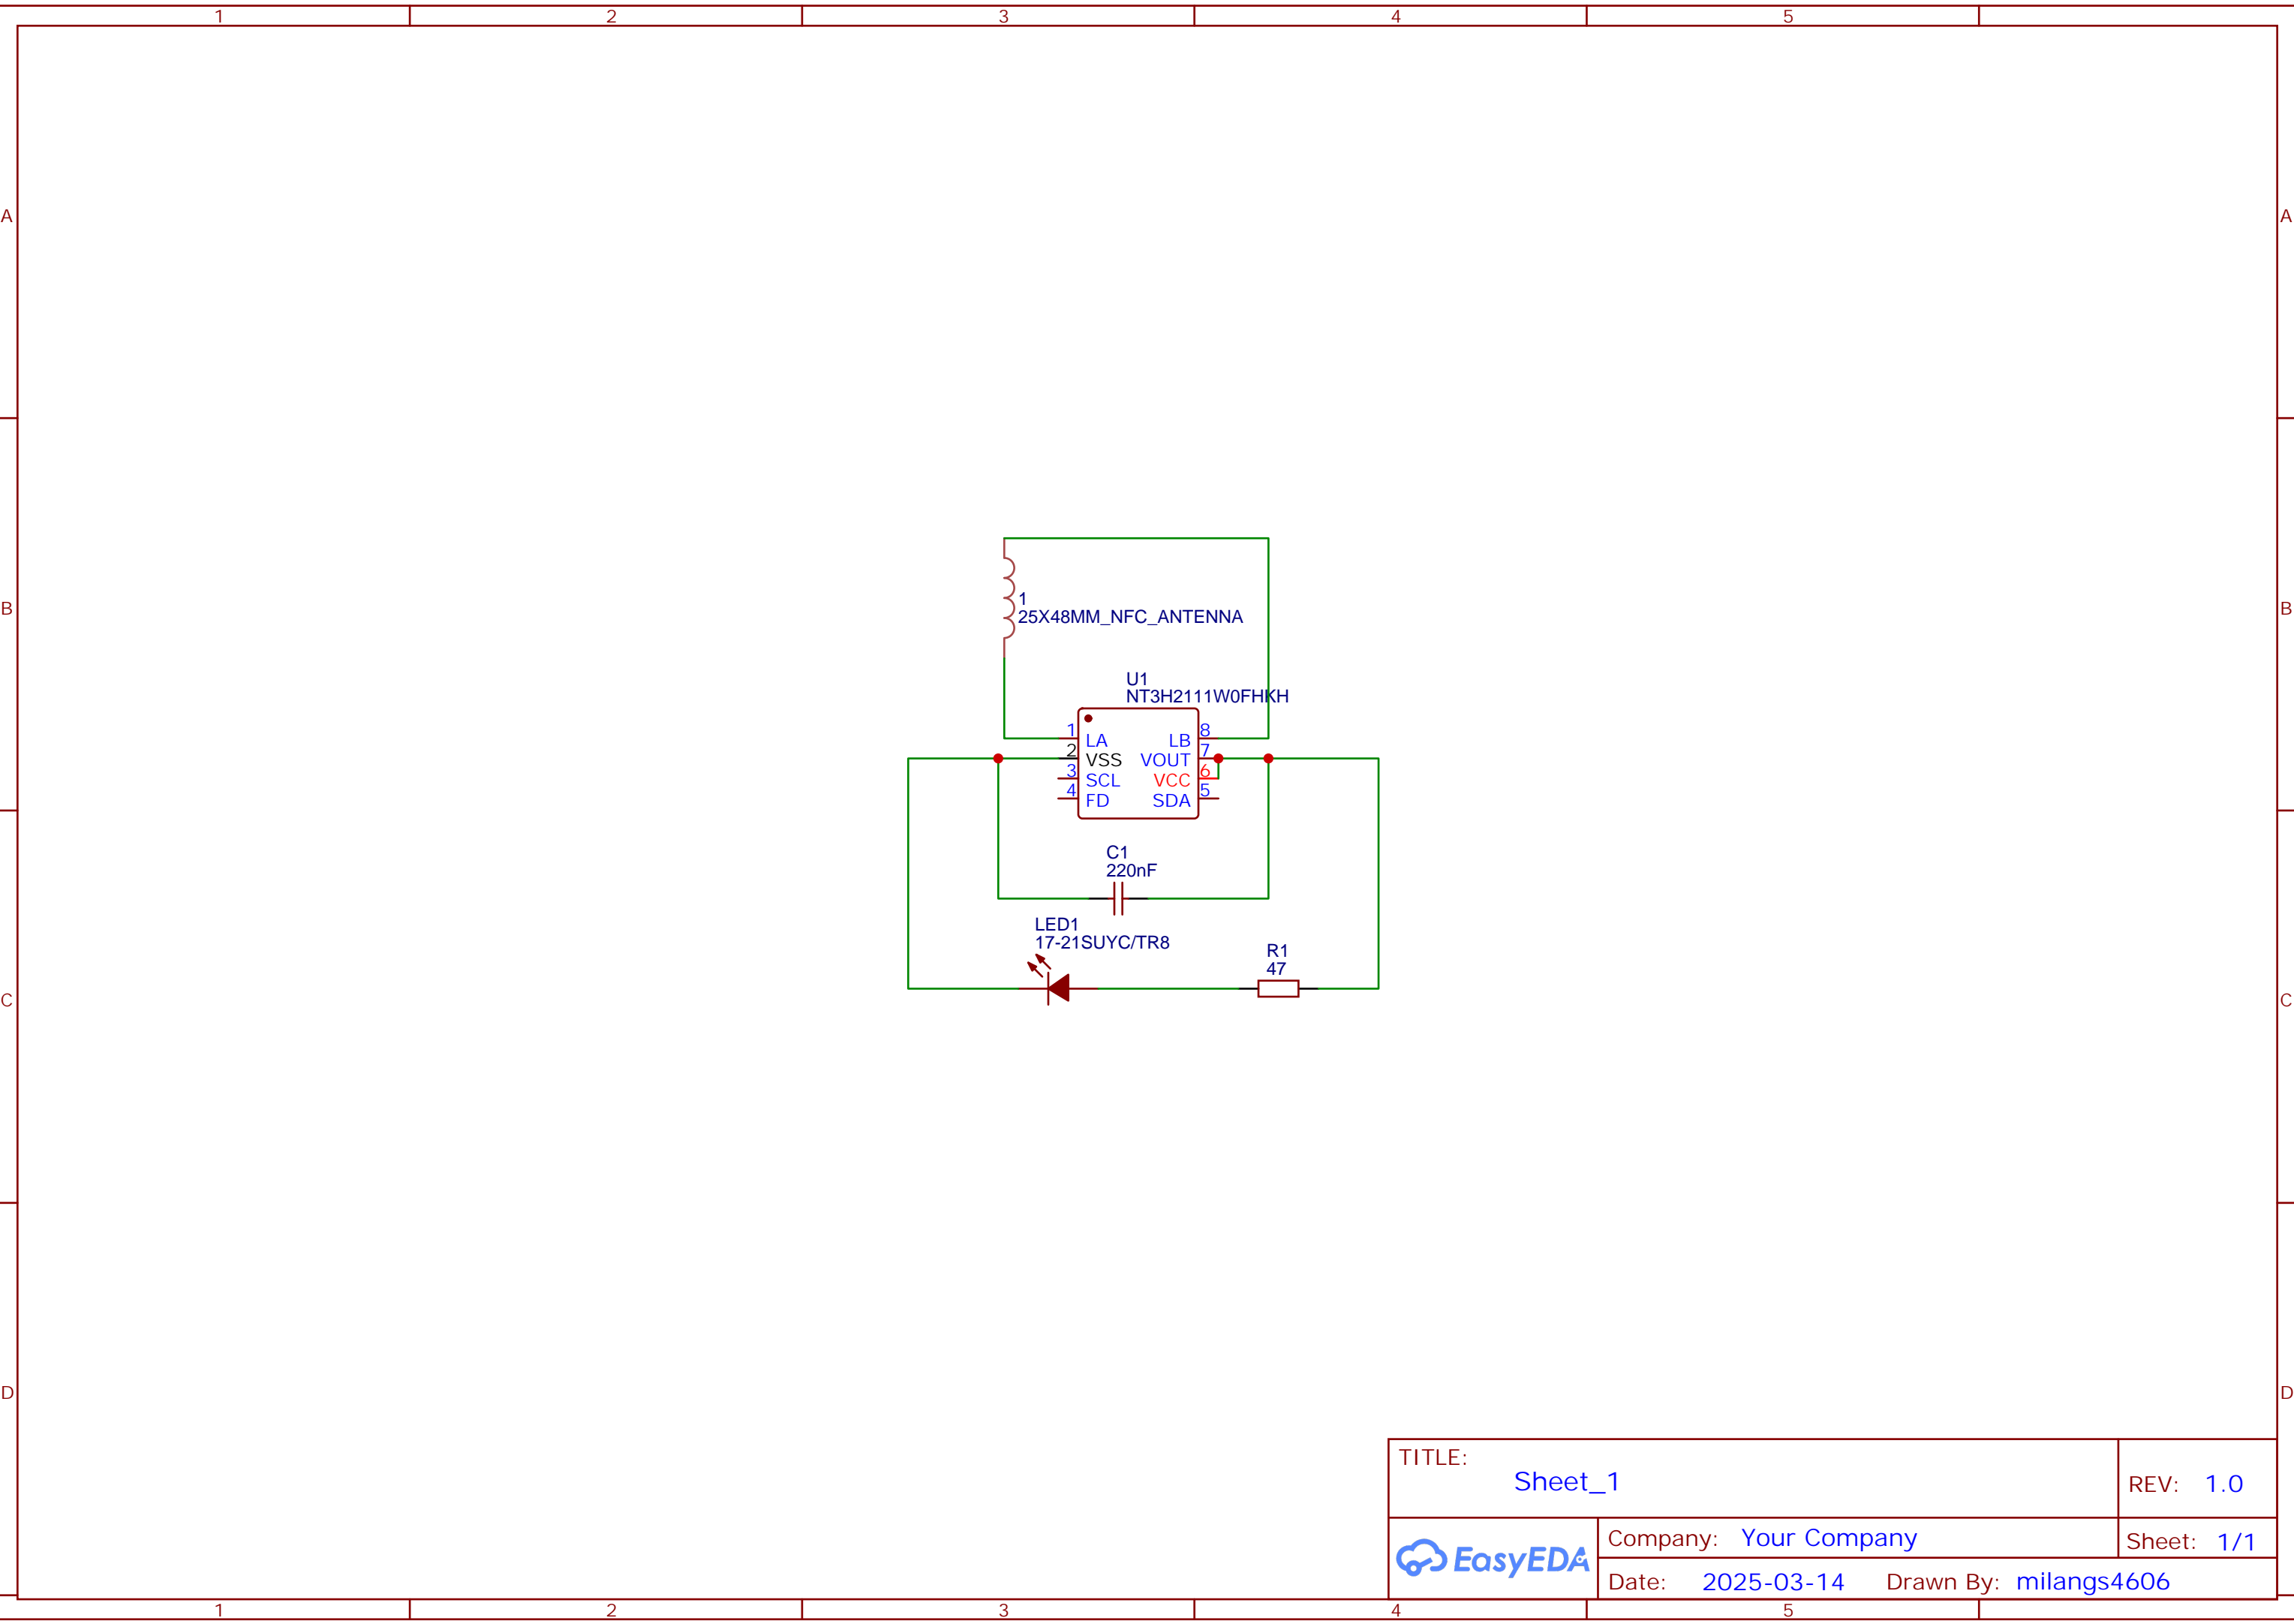 1 2 3 4 5
A A
B B
1
25X48MM_NFC_ANTENNA
U1
NT3H2111W0FHKH
1 LA LB 8
2 VSS VOUT 7
3 SCL VCC 6
4 FD SDA 5
C1
220nF
LED1
17-21SUYC/TR8
R1
47
C C
D D
TITLE:
Sheet_1
REV: 1.0
EasyEDA
Company: Your Company
Sheet: 1/1
Date: 2025-03-14 Drawn By: milangs4606
1 2 3 4 5